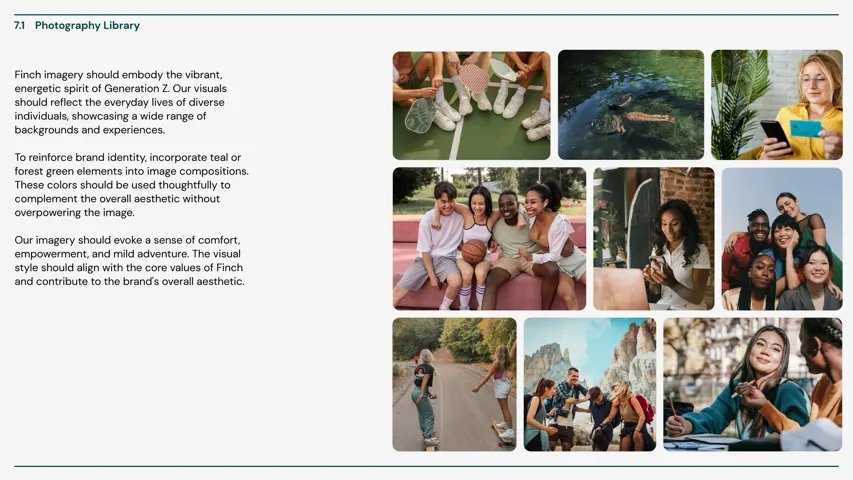 7.1 Photography Library
Finch imagery should embody the vibrant,
energetic spirit of Generation Z. Our visuals
should reflect the everyday lives of diverse
individuals, showcasing a wide range of
backgrounds and experiences.
To reinforce brand identity, incorporate teal or
forest green elements into image compositions.
These colors should be used thoughtfully to
complement the overall aesthetic without
overpowering the image.
Our imagery should evoke a sense of comfort,
empowerment, and mild adventure. The visual
style should align with the core values of Finch
and contribute to the brand's overall aesthetic.